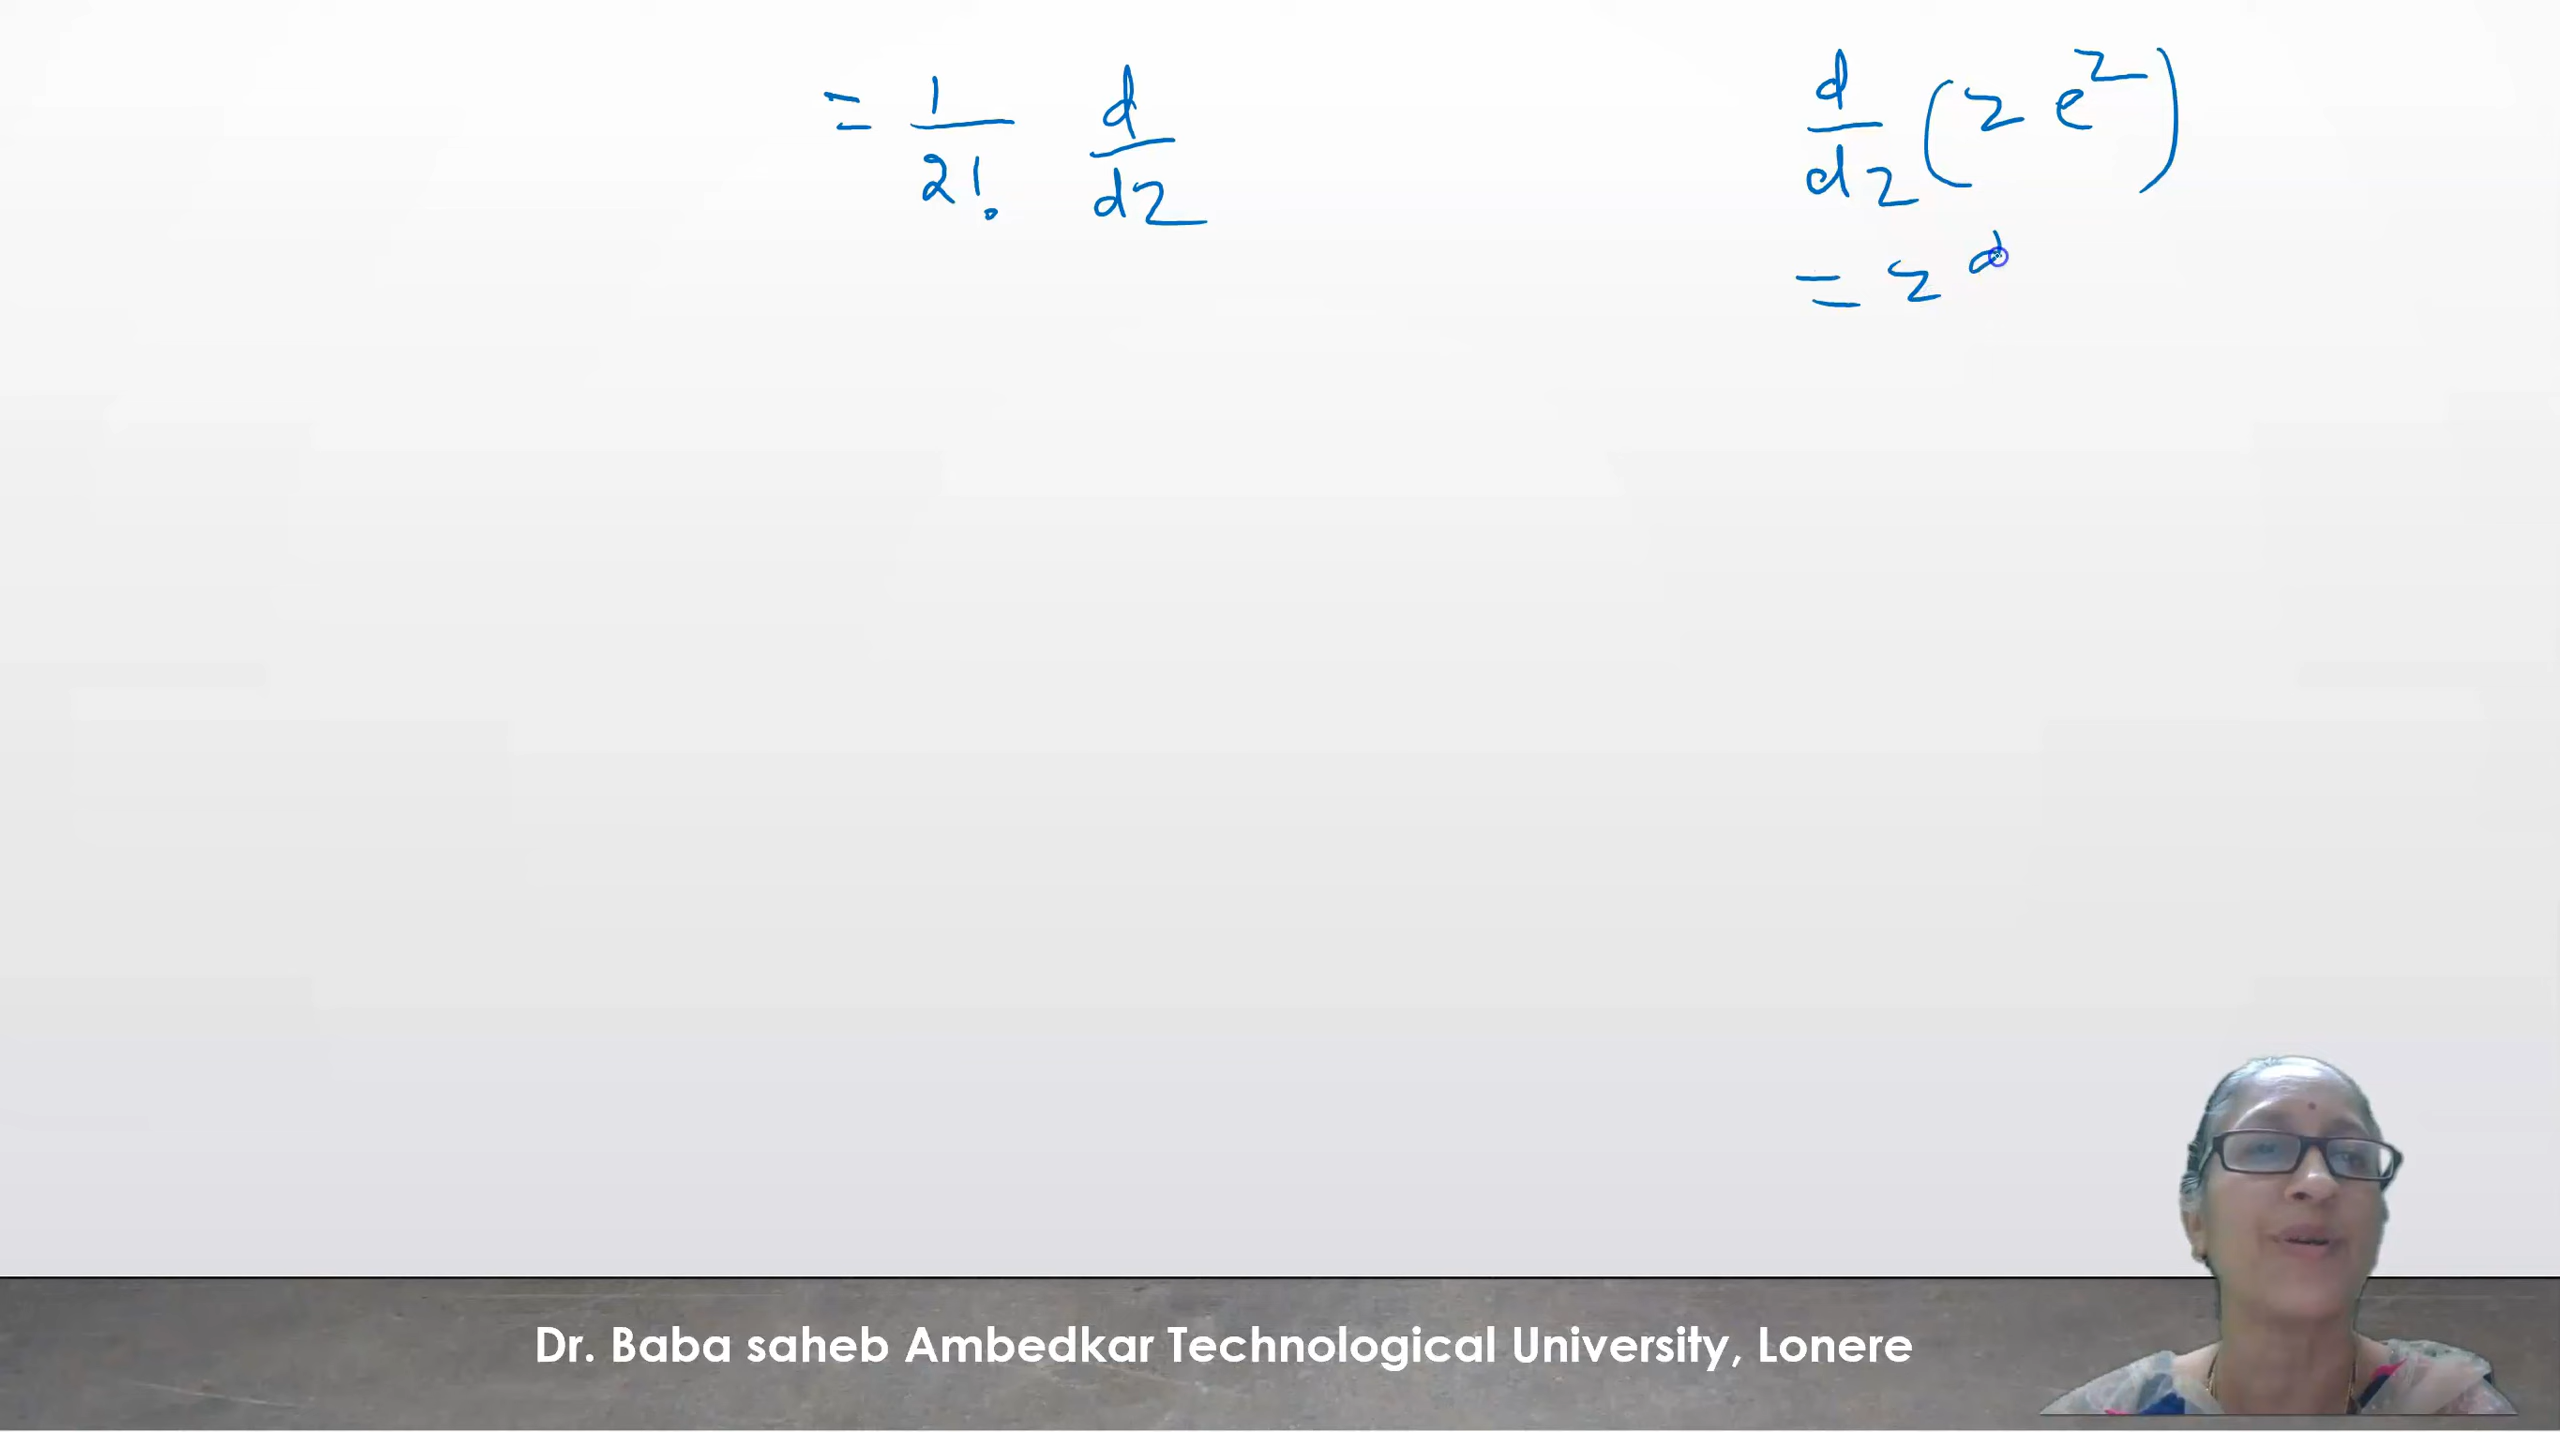 = 1/2! d/dz
d/dz (z e^z)
= z d
Dr. Baba saheb Ambedkar Technological University, Lonere